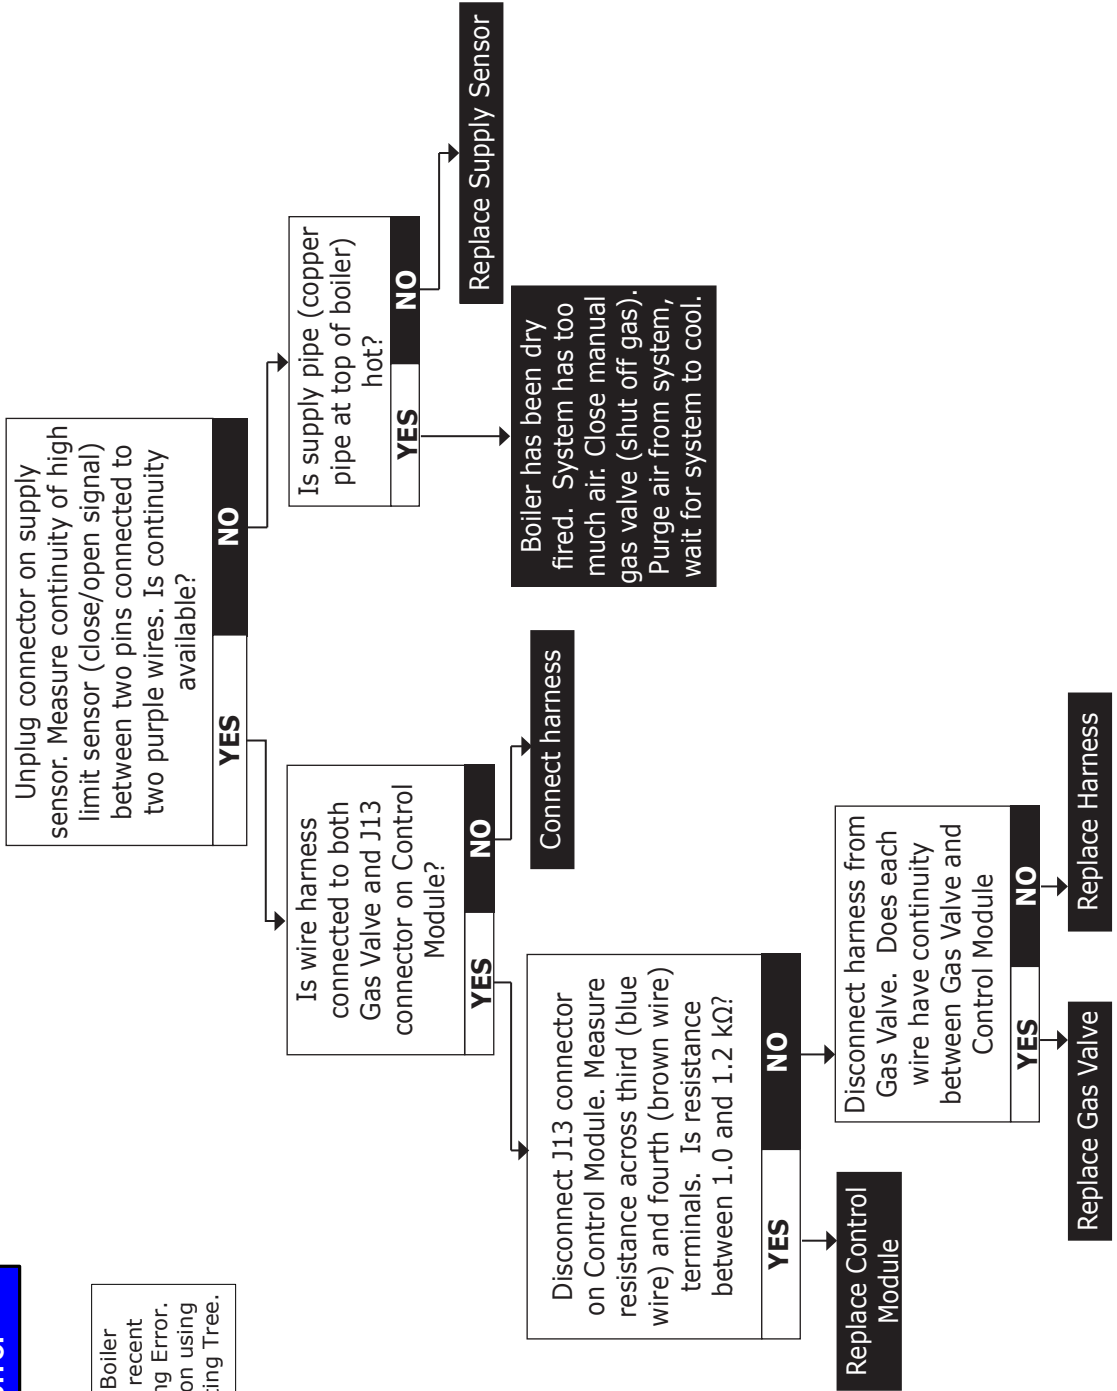 Unplug connector on supply
sensor. Measure continuity of high
limit sensor (close/open signal)
between two pins connected to
two purple wires. Is continuity
available?
YES
NO
Is supply pipe (copper
pipe at top of boiler)
hot?
YES
NO
Replace Supply Sensor
Boiler has been dry
fired. System has too
much air. Close manual
gas valve (shut off gas).
Purge air from system,
wait for system to cool.
Is wire harness
connected to both
Gas Valve and J13
connector on Control
Module?
YES
NO
Connect harness
Disconnect J13 connector
on Control Module. Measure
resistance across third (blue
wire) and fourth (brown wire)
terminals. Is resistance
between 1.0 and 1.2 kΩ?
YES
NO
Replace Control
Module
Disconnect harness from
Gas Valve. Does each
wire have continuity
between Gas Valve and
Control Module
YES
NO
Replace Gas Valve
Replace Harness
Boiler
recent
Error.
using
Tree.